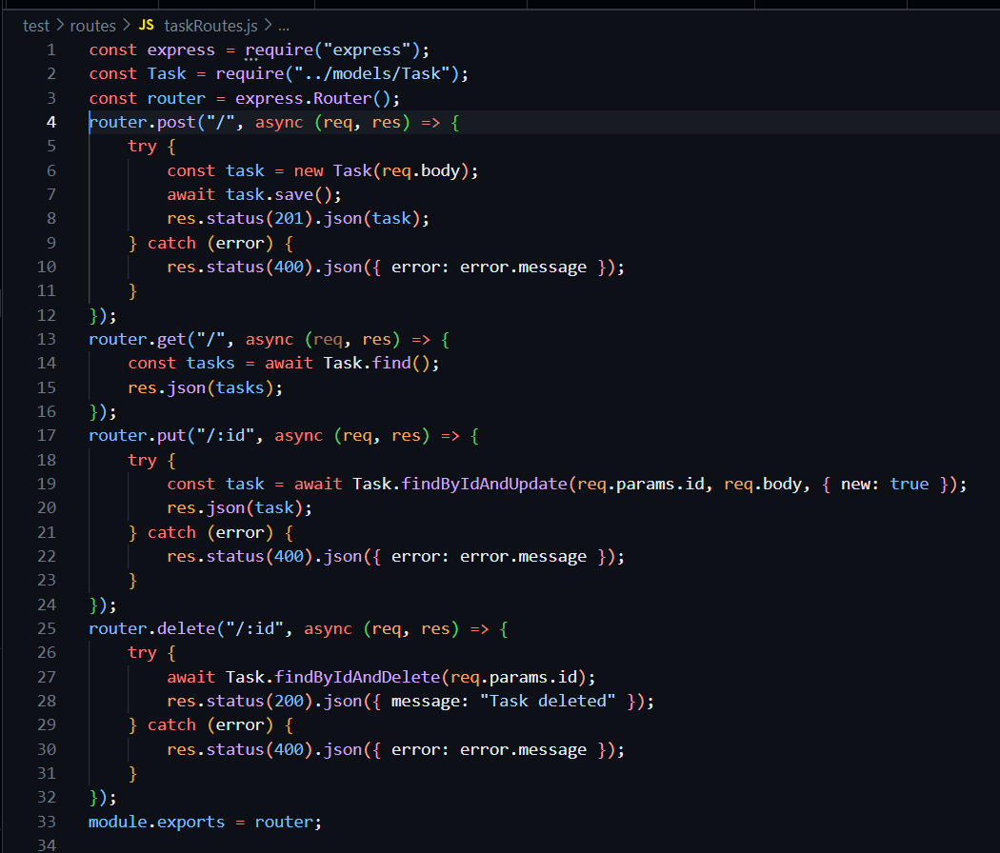 test > routes > JS taskRoutes.js > ...
1 const express = require("express");
2 const Task = require("../models/Task");
3 const router = express.Router();
4 router.post("/", async (req, res) => {
5     try {
6         const task = new Task(req.body);
7         await task.save();
8         res.status(201).json(task);
9     } catch (error) {
10         res.status(400).json({ error: error.message });
11     }
12 });
13 router.get("/", async (req, res) => {
14     const tasks = await Task.find();
15     res.json(tasks);
16 });
17 router.put("/:id", async (req, res) => {
18     try {
19         const task = await Task.findByIdAndUpdate(req.params.id, req.body, { new: true });
20         res.json(task);
21     } catch (error) {
22         res.status(400).json({ error: error.message });
23     }
24 });
25 router.delete("/:id", async (req, res) => {
26     try {
27         await Task.findByIdAndDelete(req.params.id);
28         res.status(200).json({ message: "Task deleted" });
29     } catch (error) {
30         res.status(400).json({ error: error.message });
31     }
32 });
33 module.exports = router;
34